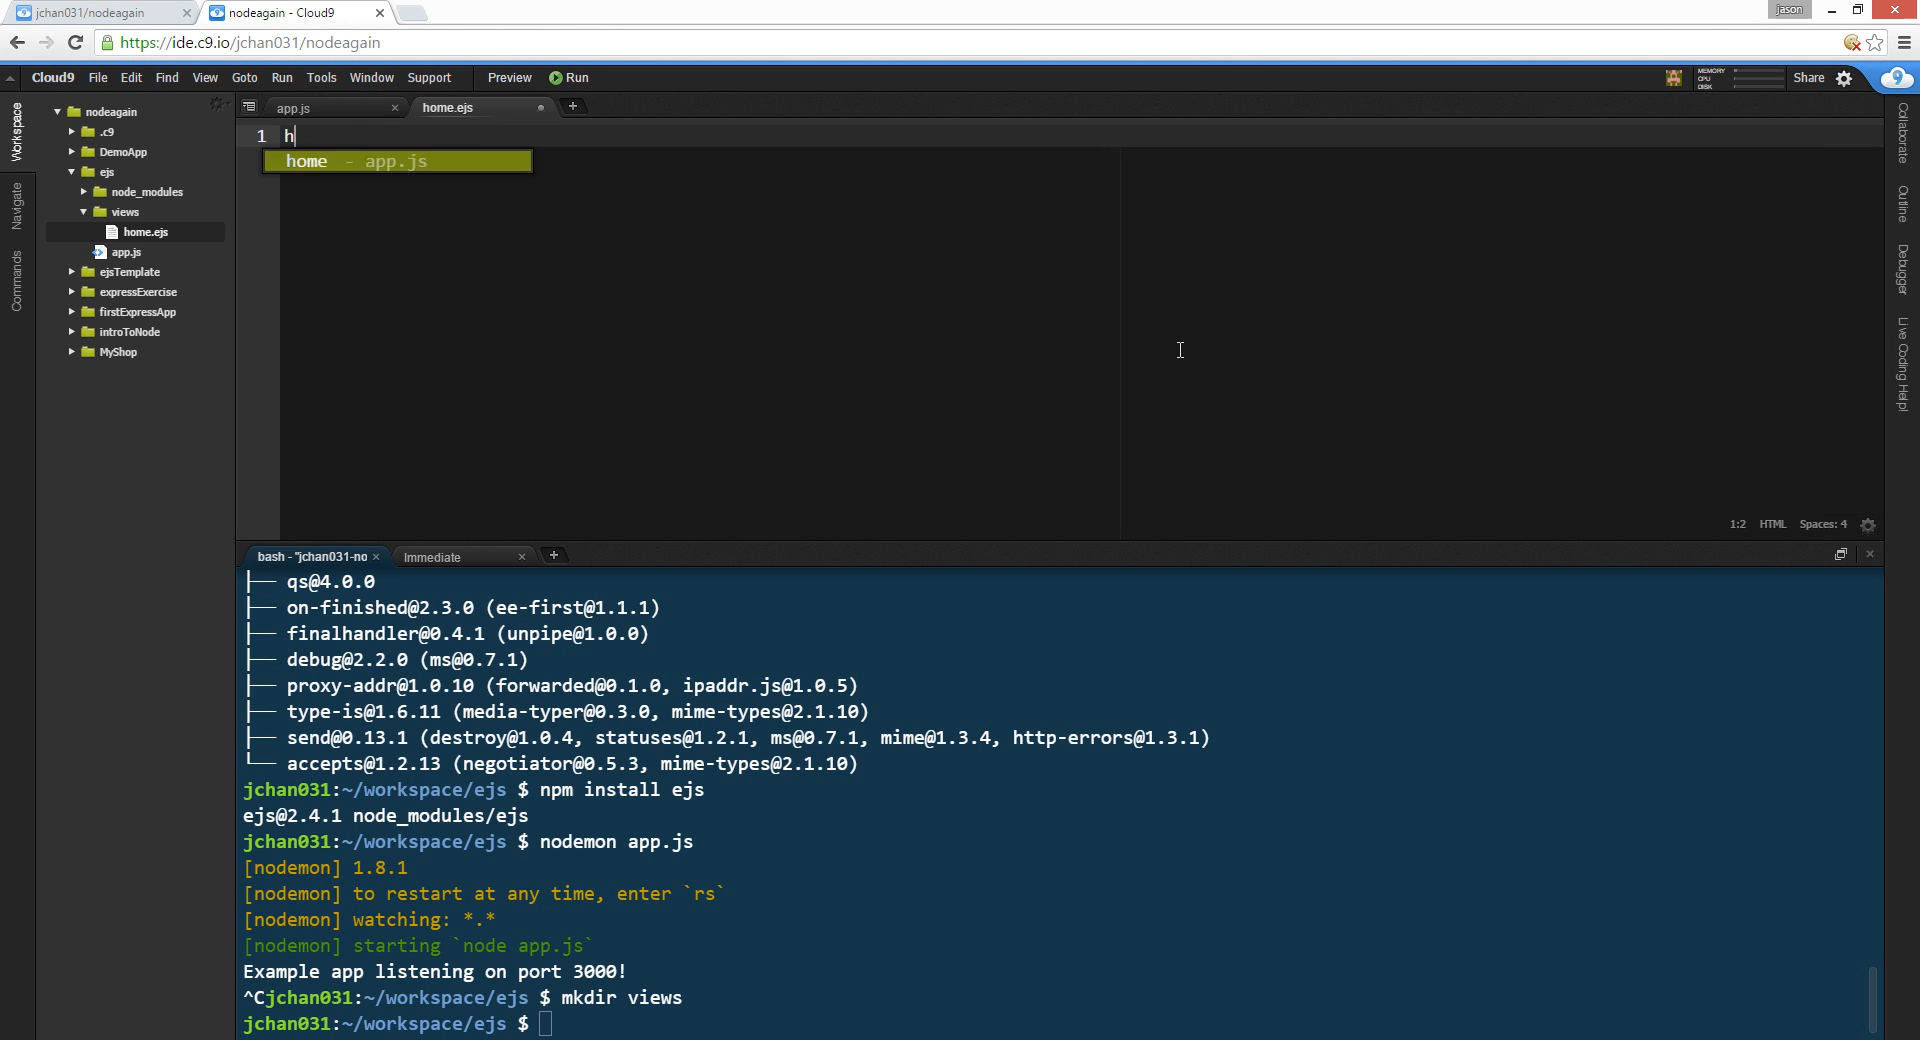 jchan031/nodeagain
nodeagain - Cloud9
jason
https://ide.c9.io/jchan031/nodeagain
Cloud9 File Edit Find View Goto Run Tools Window Support Preview Run
MEMORY
CPU
DISK
Share
9
Workspace
Navigate
Commands
nodeagain
.c9
DemoApp
ejs
node_modules
views
home.ejs
app.js
ejsTemplate
expressExercise
firstExpressApp
introToNode
MyShop
app.js
home.ejs
1 h
home - app.js
1:2 HTML Spaces: 4
Collaborate
Outline
Debugger
Live Coding Help!
bash - "jchan031-no
Immediate
├── qs@4.0.0
├── on-finished@2.3.0 (ee-first@1.1.1)
├── finalhandler@0.4.1 (unpipe@1.0.0)
├── debug@2.2.0 (ms@0.7.1)
├── proxy-addr@1.0.10 (forwarded@0.1.0, ipaddr.js@1.0.5)
├── type-is@1.6.11 (media-typer@0.3.0, mime-types@2.1.10)
├── send@0.13.1 (destroy@1.0.4, statuses@1.2.1, ms@0.7.1, mime@1.3.4, http-errors@1.3.1)
└── accepts@1.2.13 (negotiator@0.5.3, mime-types@2.1.10)
jchan031:~/workspace/ejs $ npm install ejs
ejs@2.4.1 node_modules/ejs
jchan031:~/workspace/ejs $ nodemon app.js
[nodemon] 1.8.1
[nodemon] to restart at any time, enter `rs`
[nodemon] watching: *.*
[nodemon] starting `node app.js`
Example app listening on port 3000!
^Cjchan031:~/workspace/ejs $ mkdir views
jchan031:~/workspace/ejs $